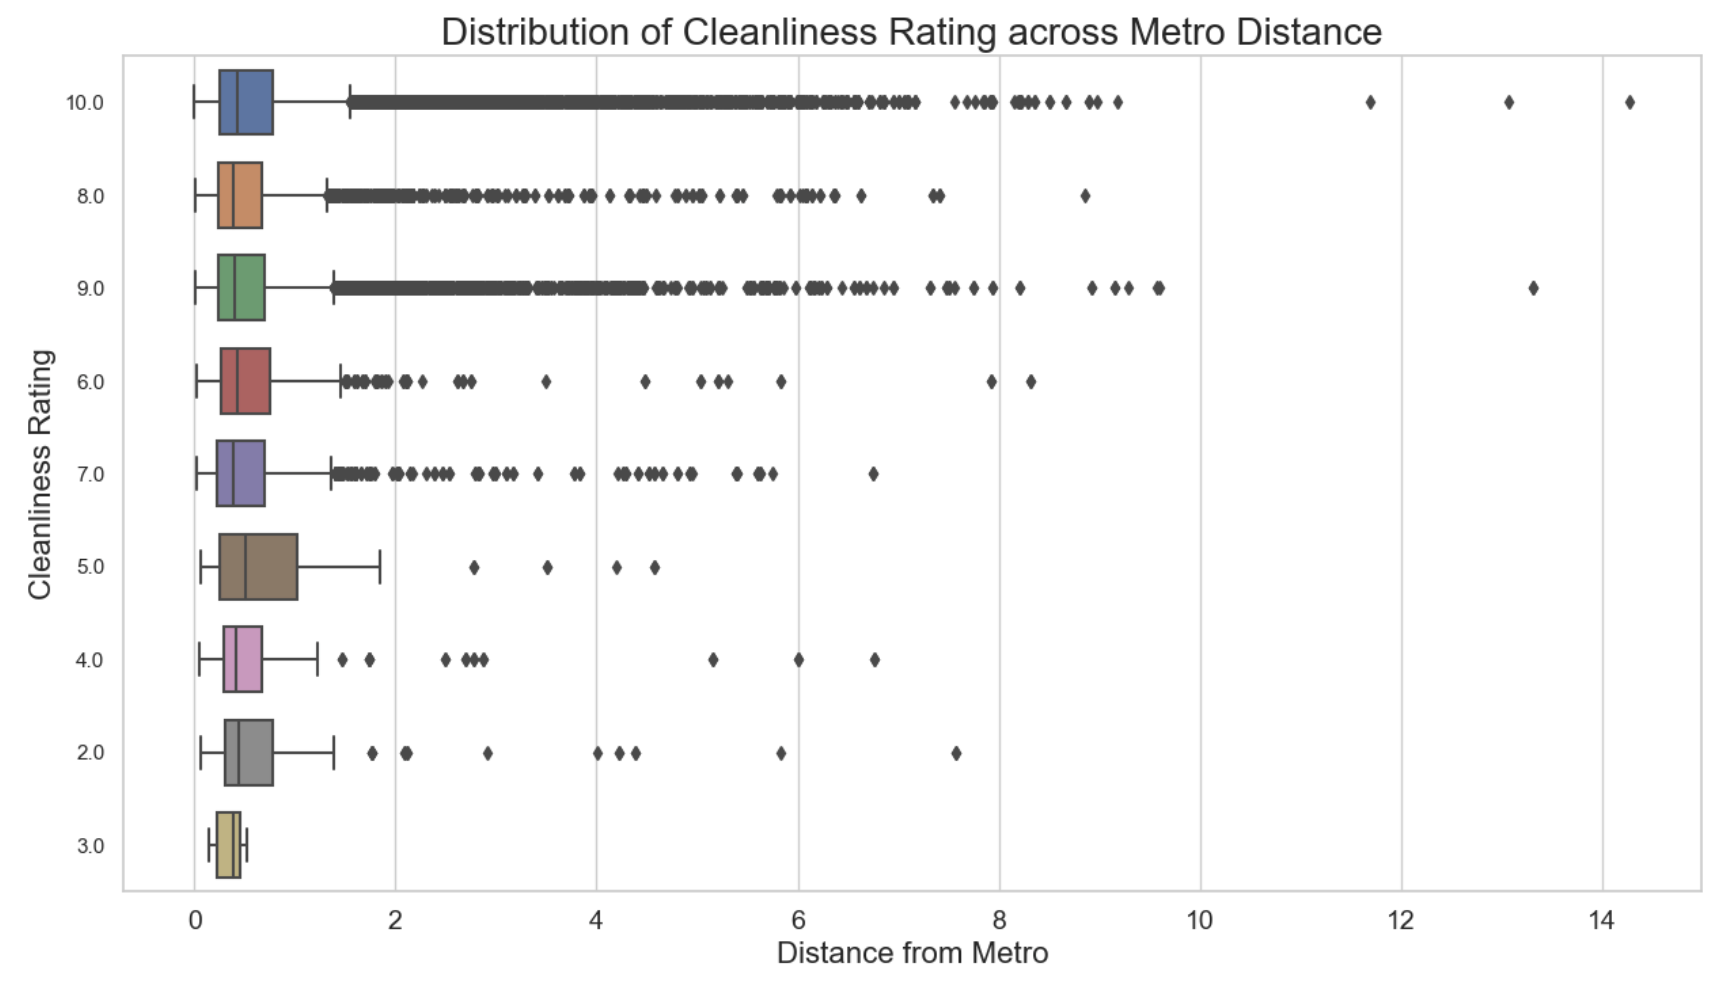 Distribution of Cleanliness Rating across Metro Distance
Cleanliness Rating
10.0
8.0
9.0
6.0
7.0
5.0
4.0
2.0
3.0
0 2 4 6 8 10 12 14
Distance from Metro